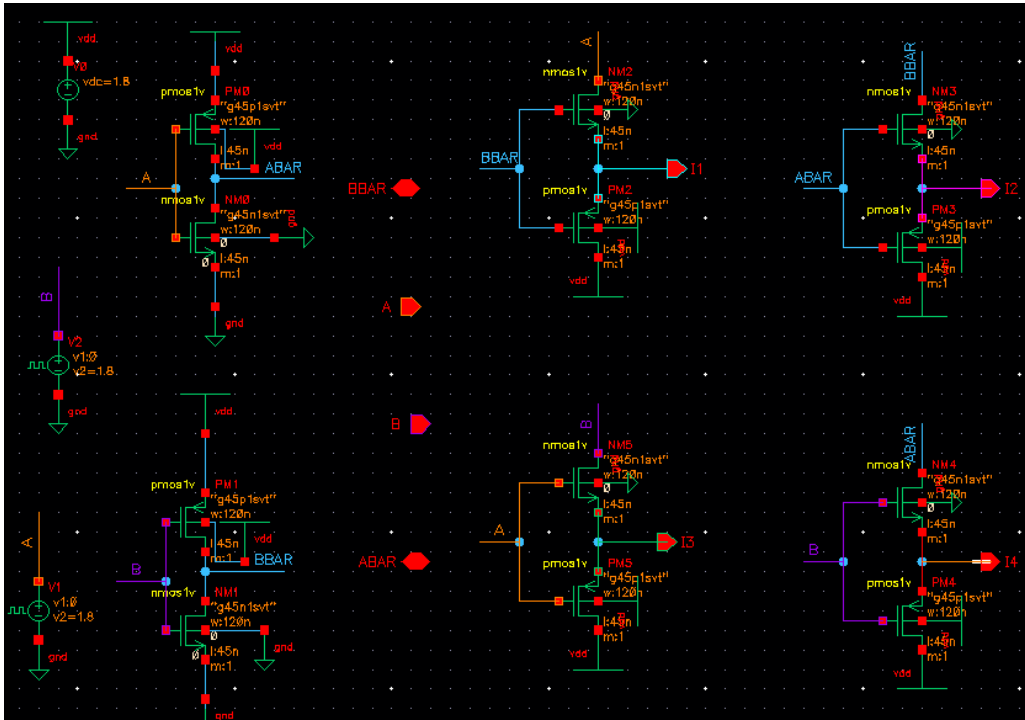 vdd
V0
vdc=1.8
gnd
vdd
pmos1v
PM0
"g45p1svt"
w:120n
l:45n
m:1
vdd
ABAR
A
nmos1v
NM0
"g45n1svt"
w:120n
0
l:45n
m:1
0
gnd
gnd
B
V2
v1:0
v2=1.8
gnd
vdd
pmos1v
PM1
"g45p1svt"
w:120n
l:45n
m:1
vdd
BBAR
B
nmos1v
NM1
"g45n1svt"
w:120n
0
l:45n
m:1
0
gnd
gnd
A
V1
v1:0
v2=1.8
gnd
BBAR
A
B
ABAR
A
nmos1v
NM2
"g45n1svt"
w:120n
0
l:45n
m:1
BBAR
I1
pmos1v
PM2
"g45p1svt"
w:120n
l:45n
m:1
vdd
BBAR
nmos1v
NM3
"g45n1svt"
w:120n
0
l:45n
m:1
ABAR
I2
pmos1v
PM3
"g45p1svt"
w:120n
l:45n
m:1
vdd
B
nmos1v
"g45n1svt"
w:120n
0
l:45n
m:1
A
I3
pmos1v
PM5
"g45p1svt"
w:120n
l:45n
m:1
vdd
ABAR
nmos1v
NM4
"g45n1svt"
w:120n
0
l:45n
m:1
B
I4
pmos1v
PM4
"g45p1svt"
w:120n
l:45n
m:1
vdd